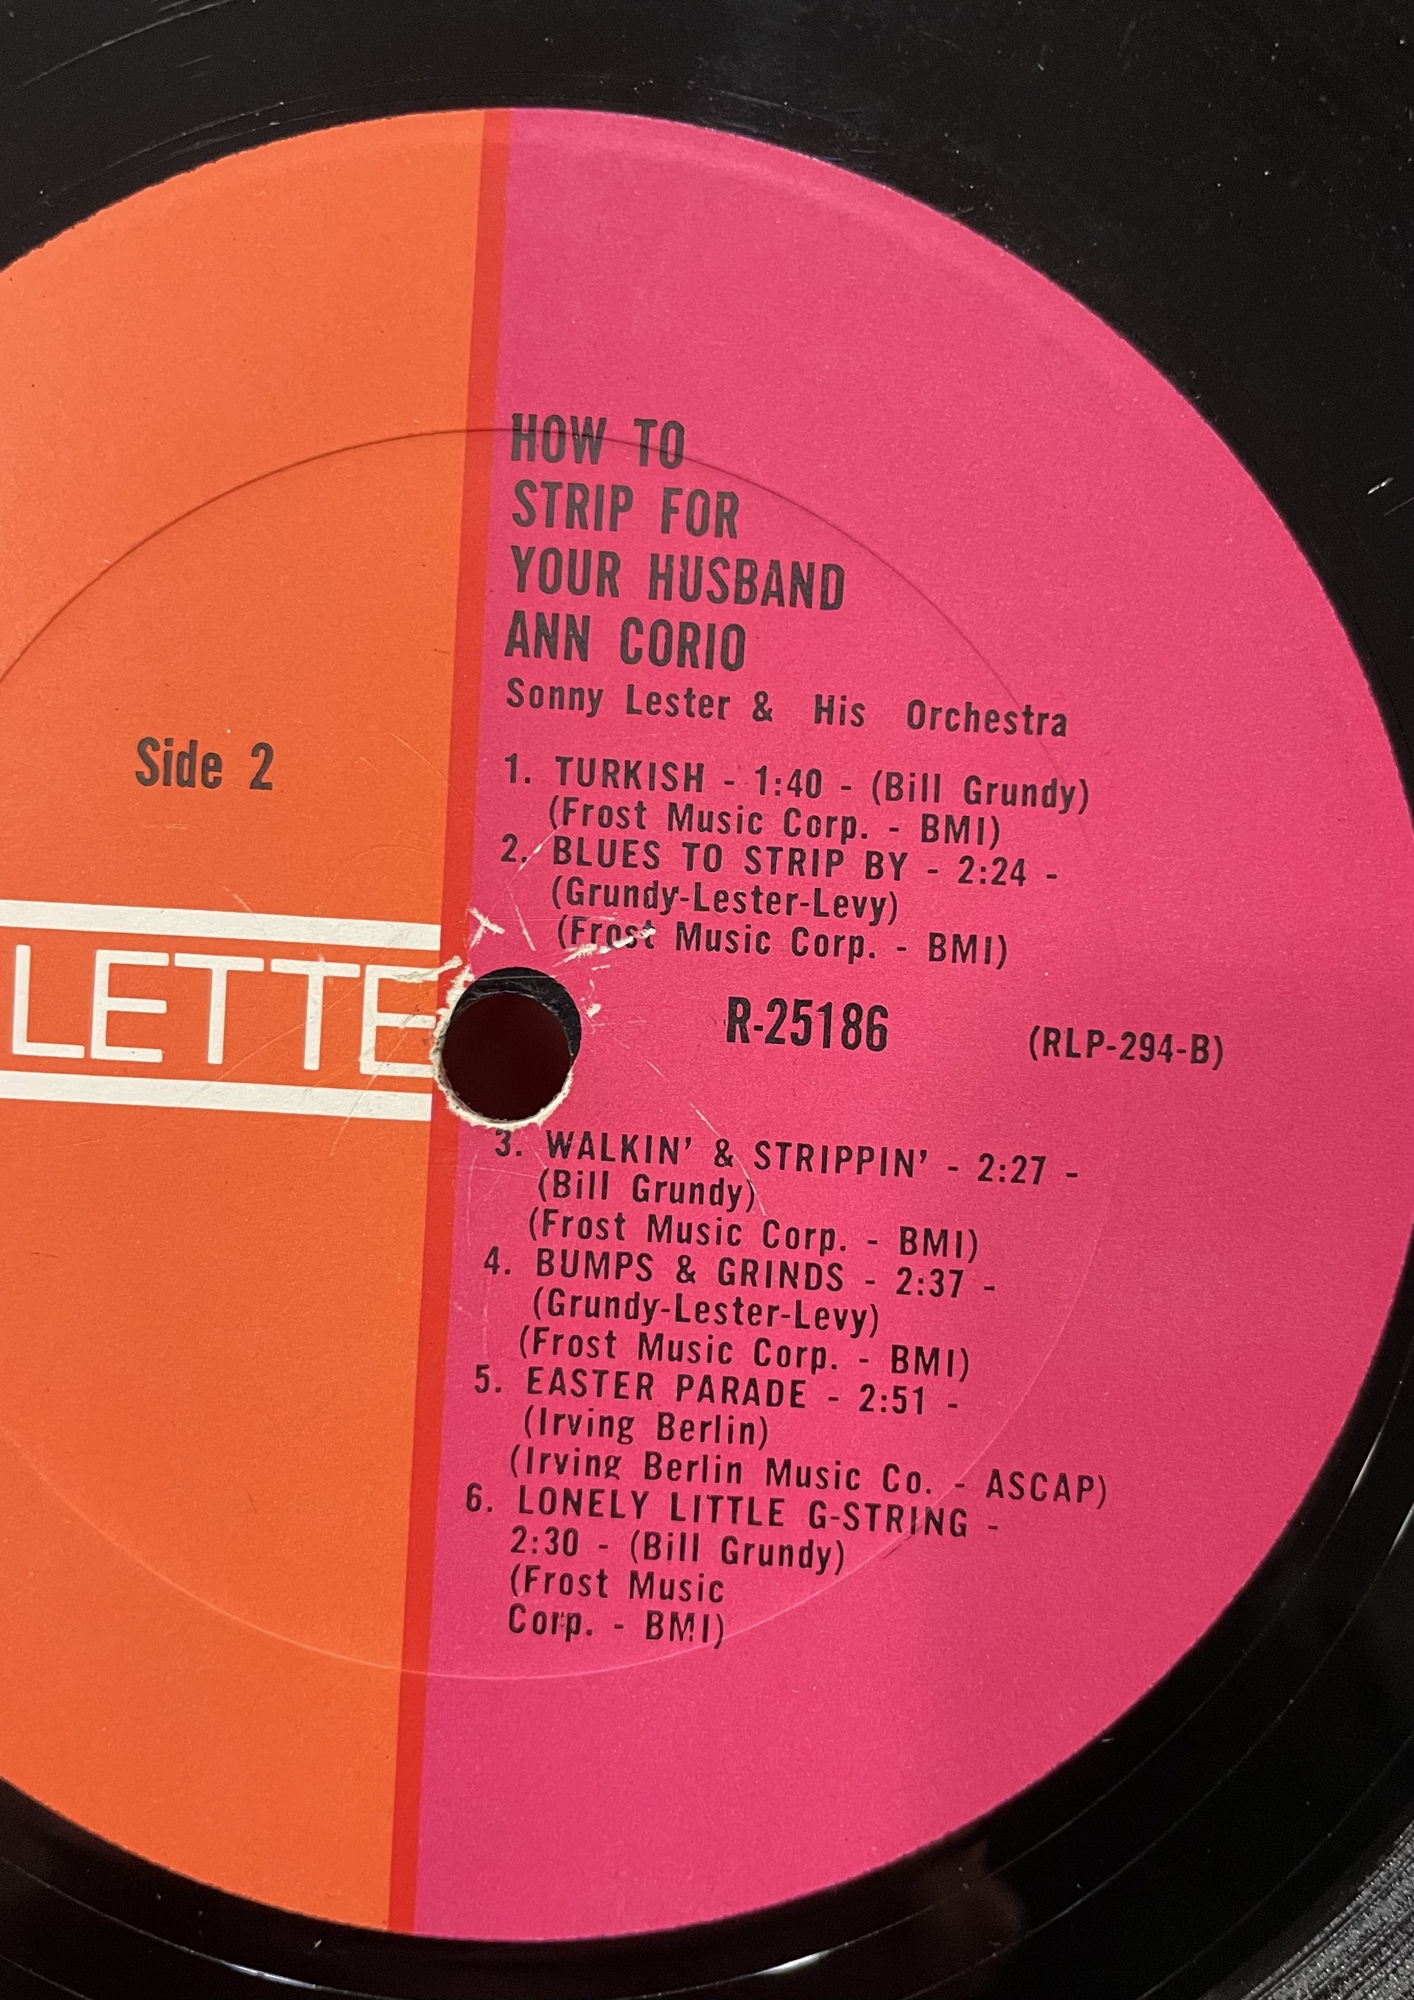 HOW TO
STRIP FOR
YOUR HUSBAND
ANN CORIO
Sonny Lester & His Orchestra
Side 2
1. TURKISH - 1:40 - (Bill Grundy)
(Frost Music Corp. - BMI)
2. BLUES TO STRIP BY - 2:24 -
(Grundy-Lester-Levy)
(Frost Music Corp. - BMI)
LETTE
R-25186 (RLP-294-B)
3. WALKIN' & STRIPPIN' - 2:27 -
(Bill Grundy)
(Frost Music Corp. - BMI)
4. BUMPS & GRINDS - 2:37 -
(Grundy-Lester-Levy)
(Frost Music Corp. - BMI)
5. EASTER PARADE - 2:51 -
(Irving Berlin)
(Irving Berlin Music Co. - ASCAP)
6. LONELY LITTLE G-STRING -
2:30 - (Bill Grundy)
(Frost Music
Corp. - BMI)